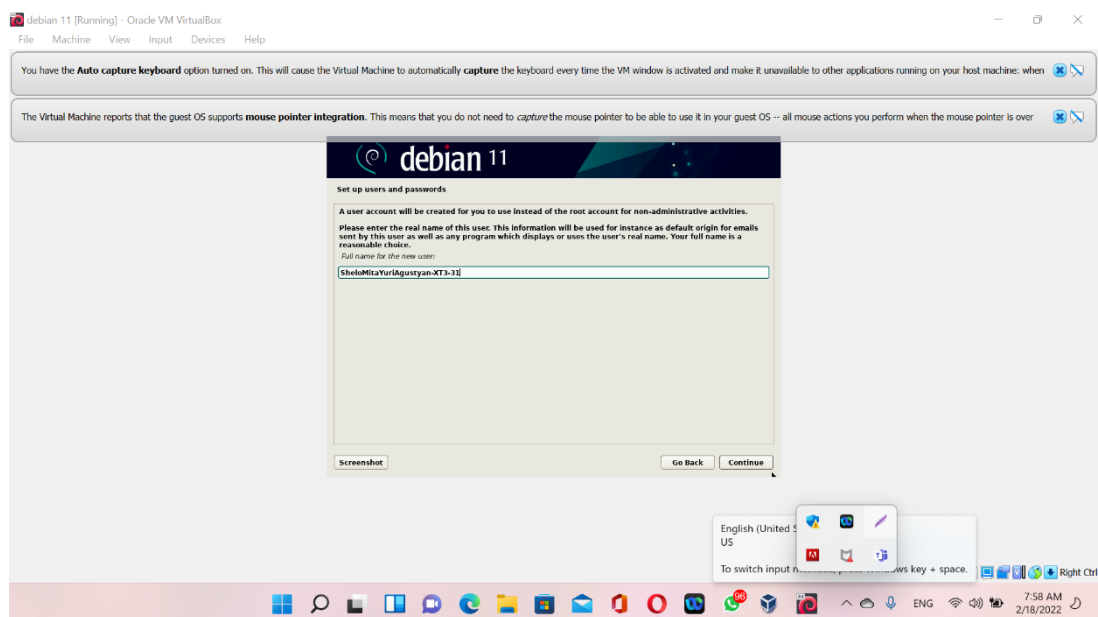 debian 11 [Running] - Oracle VM VirtualBox
File Machine View Input Devices Help
You have the Auto capture keyboard option turned on. This will cause the Virtual Machine to automatically capture the keyboard every time the VM window is activated and make it unavailable to other applications running on your host machine: when
The Virtual Machine reports that the guest OS supports mouse pointer integration. This means that you do not need to capture the mouse pointer to be able to use it in your guest OS -- all mouse actions you perform when the mouse pointer is over
debian 11
Set up users and passwords
A user account will be created for you to use instead of the root account for non-administrative activities.
Please enter the real name of this user. This information will be used for instance as default origin for emails
sent by this user as well as any program which displays or uses the user's real name. Your full name is a
reasonable choice.
Full name for the new user:
SheloMitaYuriAgustyan-XT3-31
Screenshot
Go Back
Continue
English (United
US
To switch input
ws key + space.
Right Ctrl
96
ENG
7:58 AM
2/18/2022